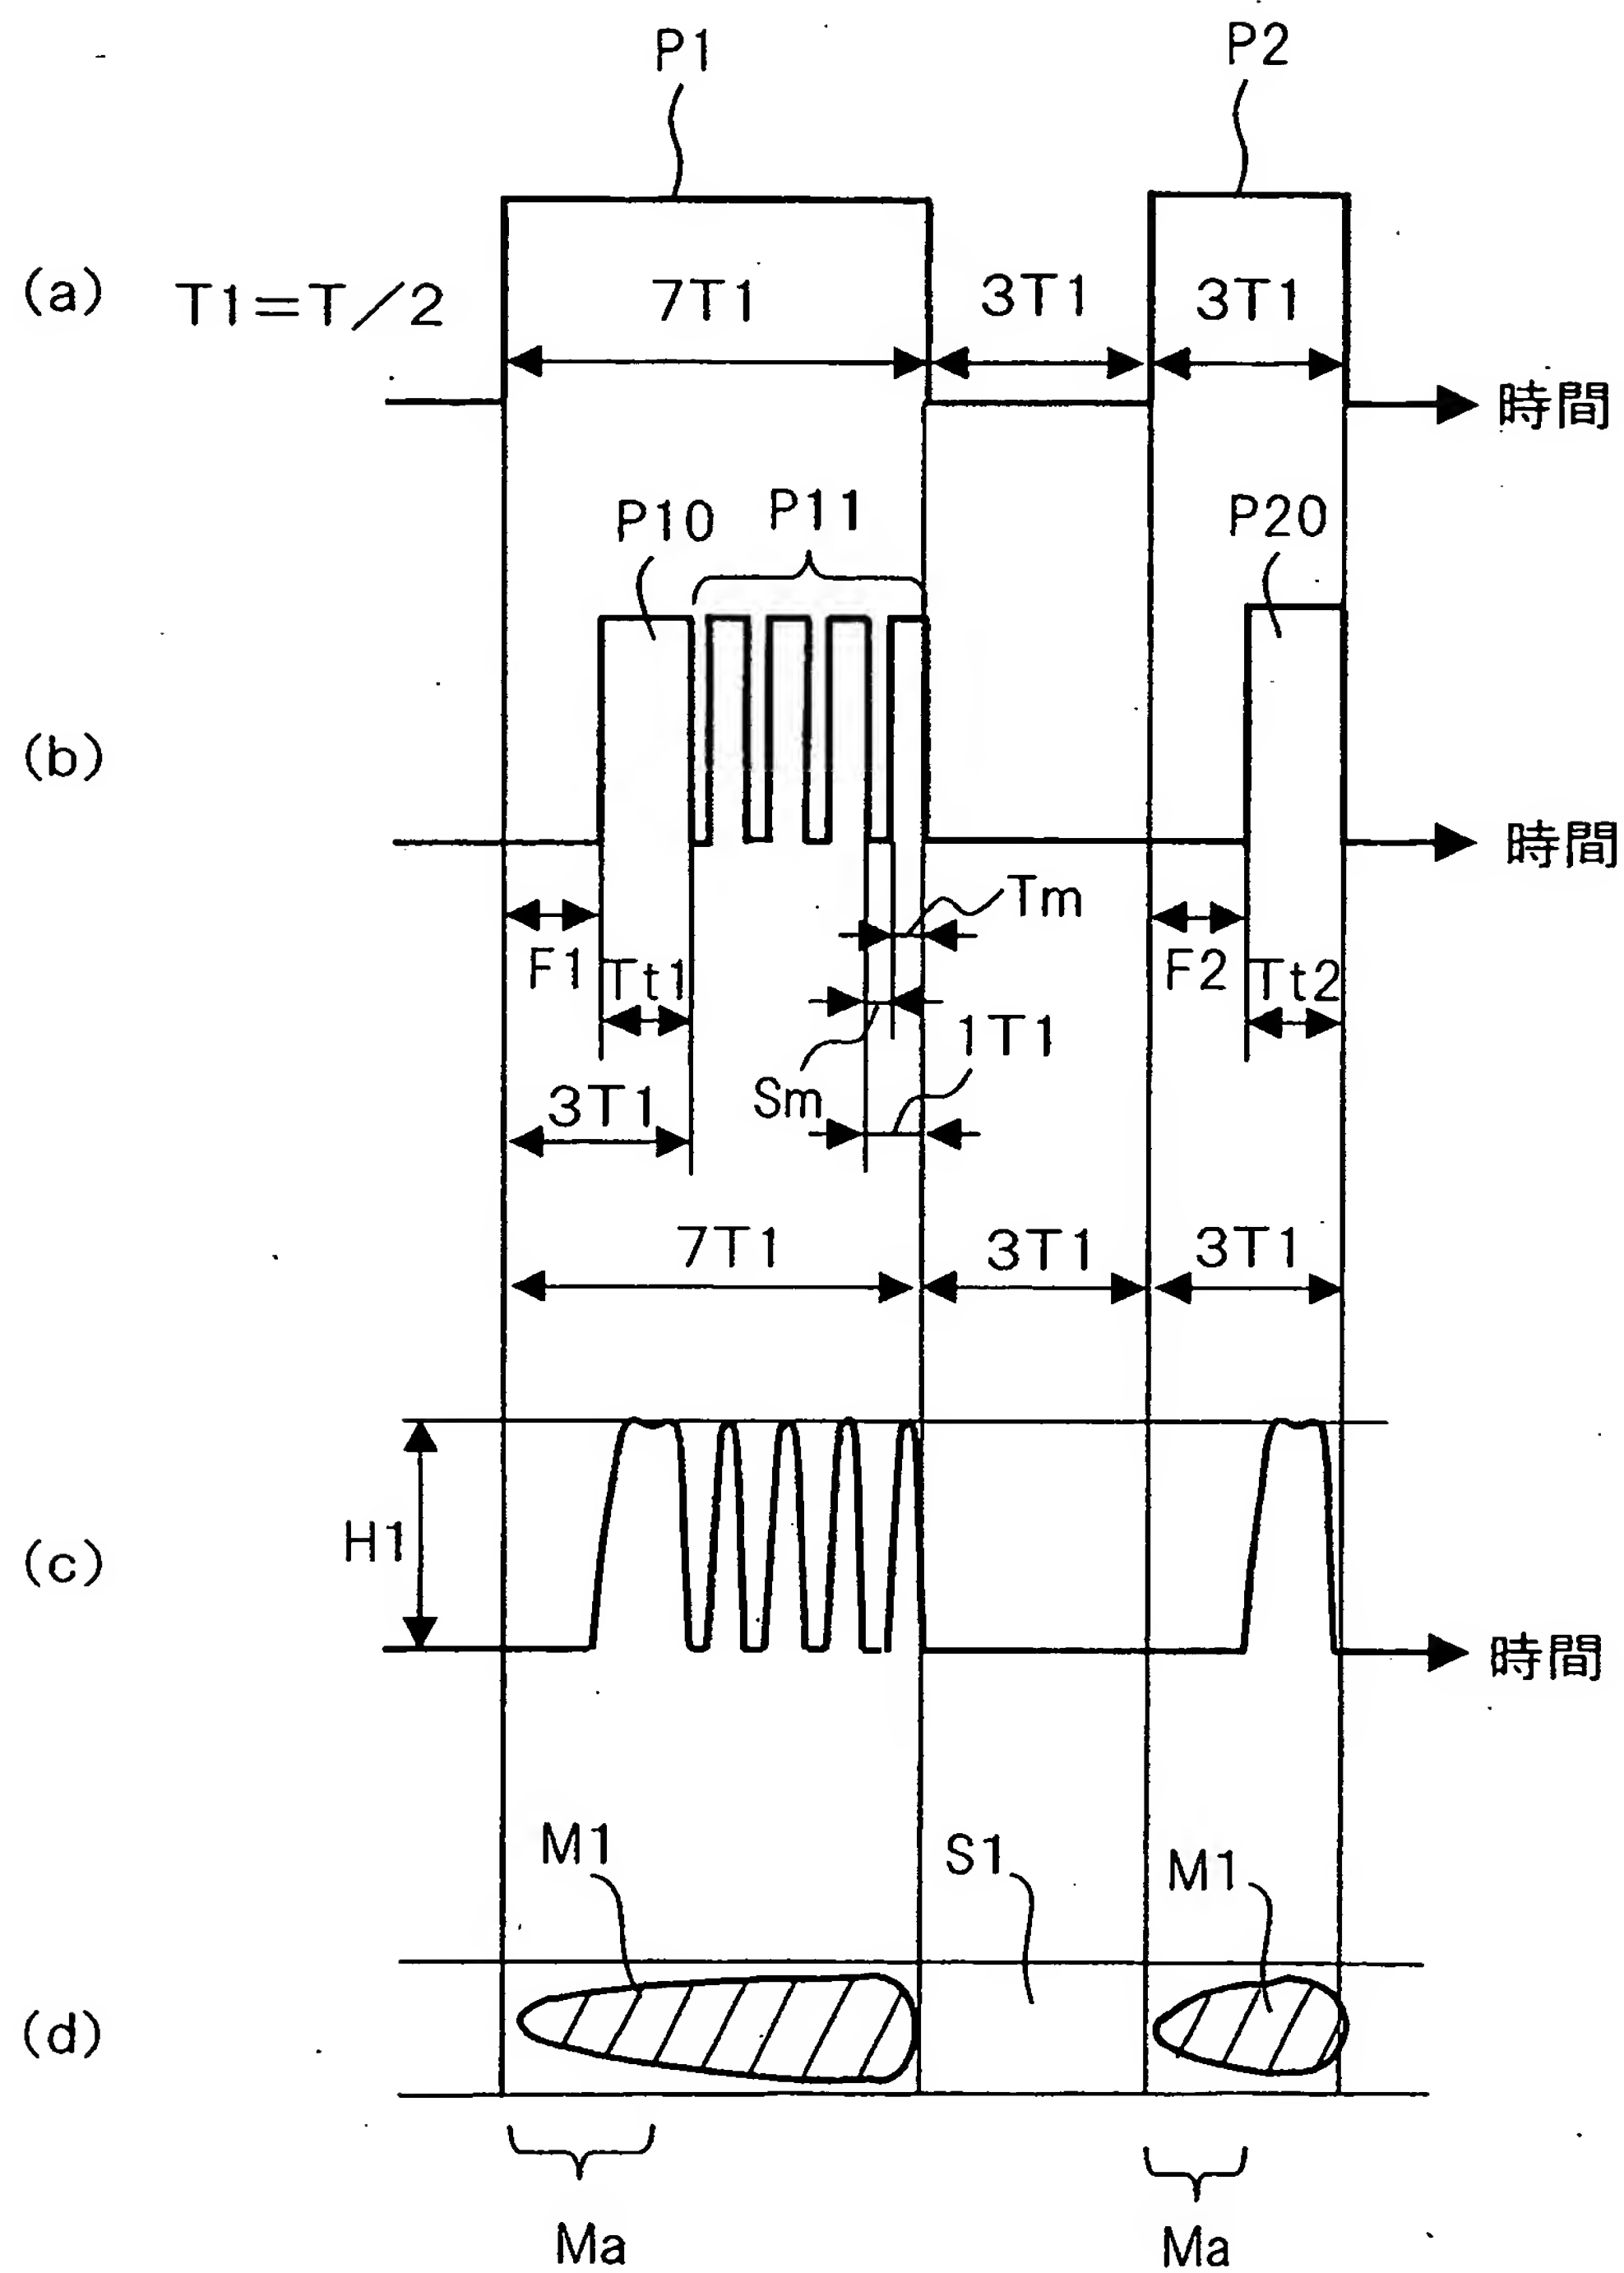 P1
P2
(a)
T1=T/2
7T1
3T1
3T1
時間
P10
P11
P20
(b)
時間
Tm
F1
Tt1
F2
Tt2
Sm
1T1
3T1
7T1
3T1
3T1
(c)
H1
時間
M1
S1
M1
(d)
Ma
Ma